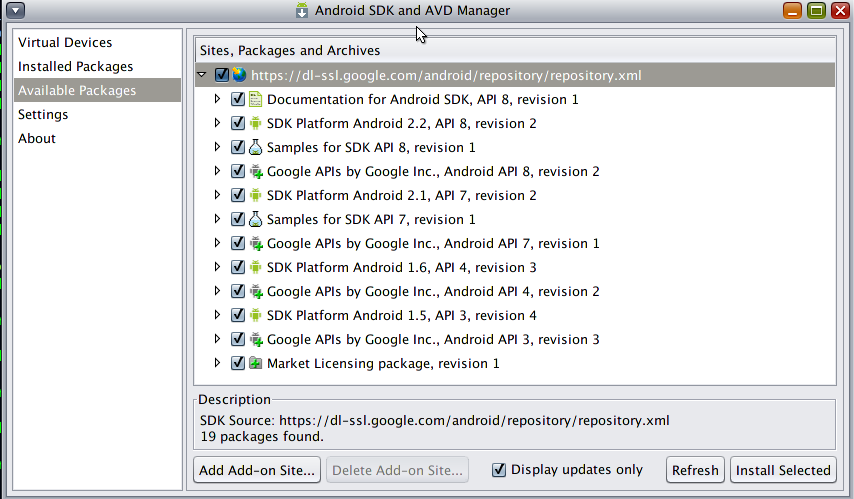 Android SDK and AVD Manager
Virtual Devices
Installed Packages
Available Packages
Settings
About
Sites, Packages and Archives
https://dl-ssl.google.com/android/repository/repository.xml
Documentation for Android SDK, API 8, revision 1
SDK Platform Android 2.2, API 8, revision 2
Samples for SDK API 8, revision 1
Google APIs by Google Inc., Android API 8, revision 2
SDK Platform Android 2.1, API 7, revision 2
Samples for SDK API 7, revision 1
Google APIs by Google Inc., Android API 7, revision 1
SDK Platform Android 1.6, API 4, revision 3
Google APIs by Google Inc., Android API 4, revision 2
SDK Platform Android 1.5, API 3, revision 4
Google APIs by Google Inc., Android API 3, revision 3
Market Licensing package, revision 1
Description
SDK Source: https://dl-ssl.google.com/android/repository/repository.xml
19 packages found.
Add Add-on Site... Delete Add-on Site... Display updates only Refresh Install Selected